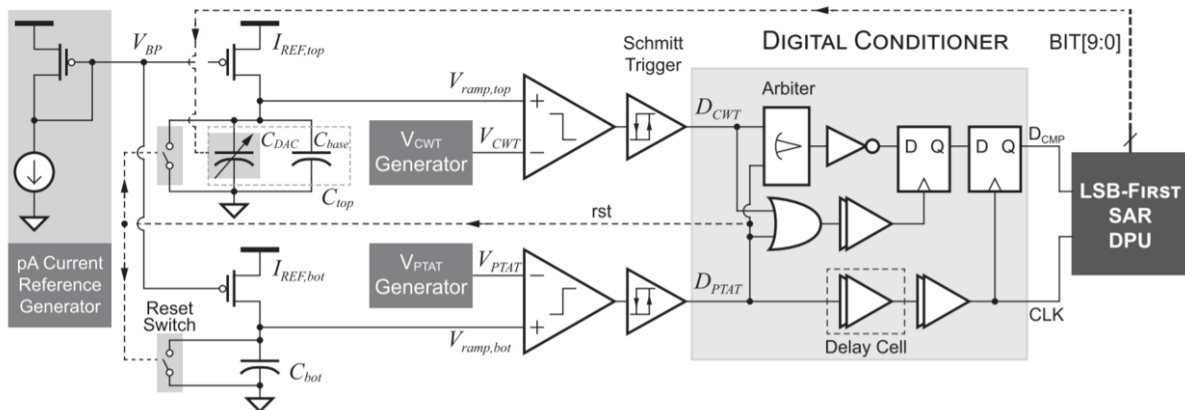 V_BP
I_REF,top
Schmitt
Trigger
DIGITAL CONDITIONER
BIT[9:0]
V_ramp,top
Arbiter
D_CWT
D_CMP
C_DAC
C_base
V_CWT
Generator
V_CWT
+
−
D Q
D Q
C_top
LSB-FIRST
SAR
DPU
rst
pA Current
Reference
Generator
I_REF,bot
V_PTAT
Generator
V_PTAT
−
+
D_PTAT
CLK
Reset
Switch
V_ramp,bot
Delay Cell
C_bot